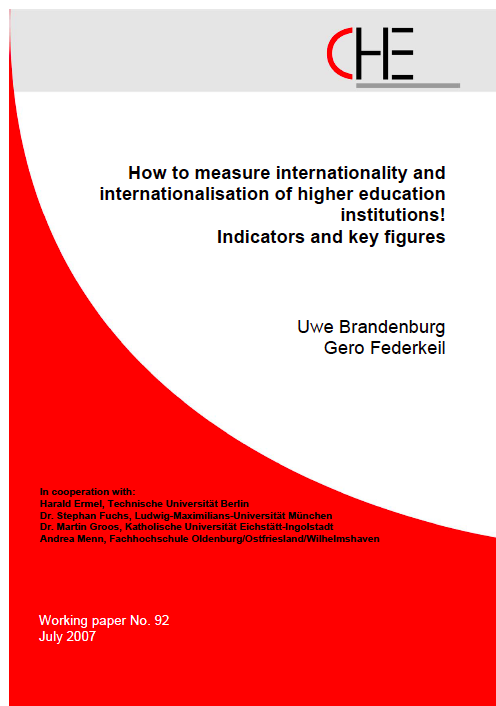 CHE
How to measure internationality and
internationalisation of higher education
institutions!
Indicators and key figures
Uwe Brandenburg
Gero Federkeil
In cooperation with:
Harald Ermel, Technische Universität Berlin
Dr. Stephan Fuchs, Ludwig-Maximilians-Universität München
Dr. Martin Groos, Katholische Universität Eichstätt-Ingolstadt
Andrea Menn, Fachhochschule Oldenburg/Ostfriesland/Wilhelmshaven
Working paper No. 92
July 2007